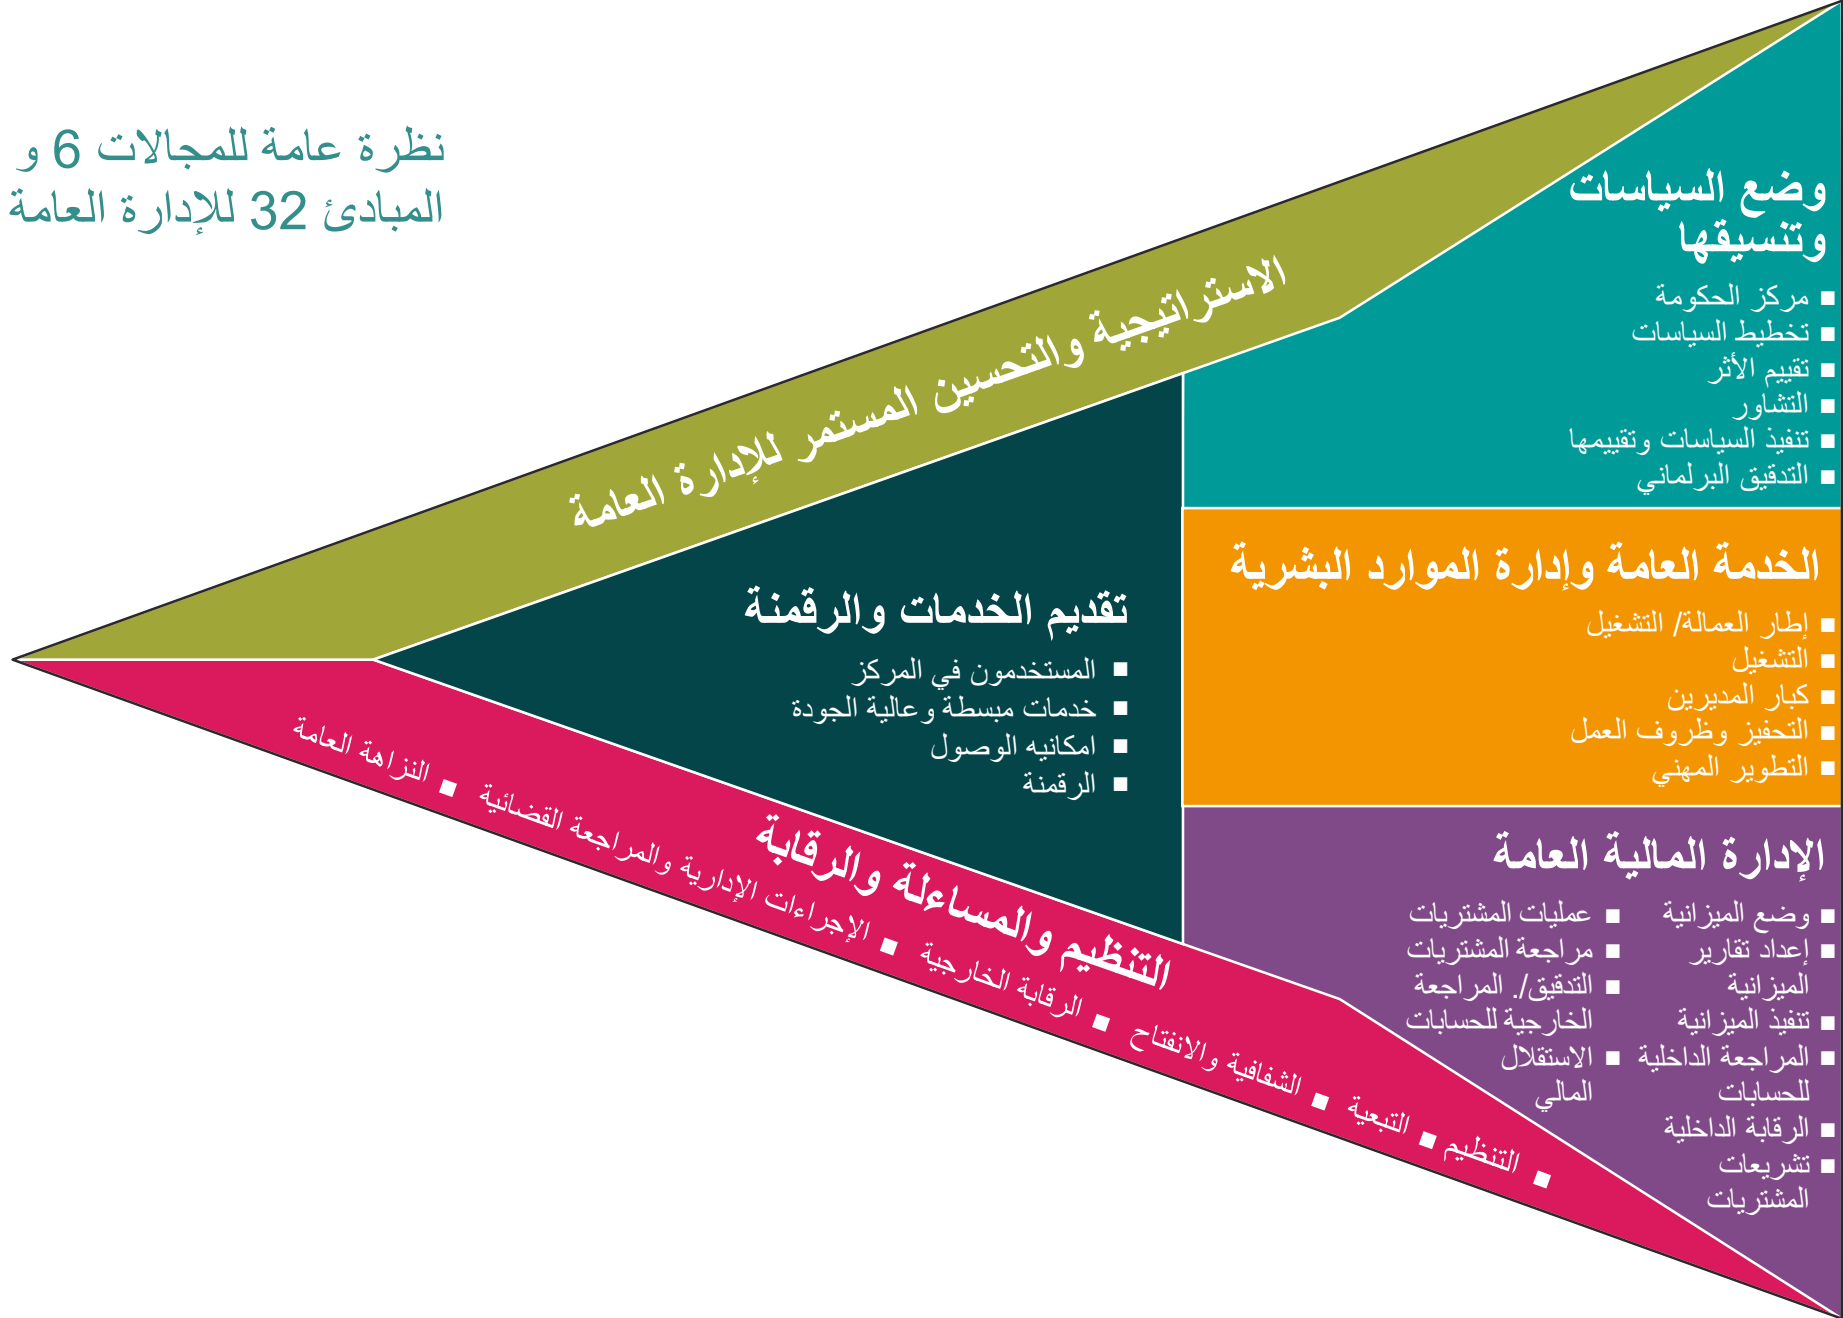 نظرة عامة للمجالات 6 و
المبادئ 32 للإدارة العامة
الاستراتيجية والتحسين المستمر للإدارة العامة
وضع السياسات
وتنسيقها
■ مركز الحكومة
■ تخطيط السياسات
■ تقييم الأثر
■ التشاور
■ تنفيذ السياسات وتقييمها
■ التدقيق البرلماني
الخدمة العامة وإدارة الموارد البشرية
■ إطار العمالة/ التشغيل
■ التشغيل
■ كبار المديرين
■ التحفيز وظروف العمل
■ التطوير المهني
تقديم الخدمات والرقمنة
■ المستخدمون في المركز
■ خدمات مبسطة وعالية الجودة
■ امكانيه الوصول
■ الرقمنة
الإدارة المالية العامة
■ وضع الميزانية
■ إعداد تقارير
الميزانية
■ تنفيذ الميزانية
■ المراجعة الداخلية
للحسابات
■ الرقابة الداخلية
■ تشريعات
المشتريات
■ عمليات المشتريات
■ مراجعة المشتريات
■ التدقيق/. المراجعة
الخارجية للحسابات
■ الاستقلال
المالي
التنظيم والمساءلة والرقابة
■ التنظيم ■ التبعية ■ الشفافية والانفتاح ■ الرقابة الخارجية ■ الإجراءات الإدارية والمراجعة القضائية ■ النزاهة العامة